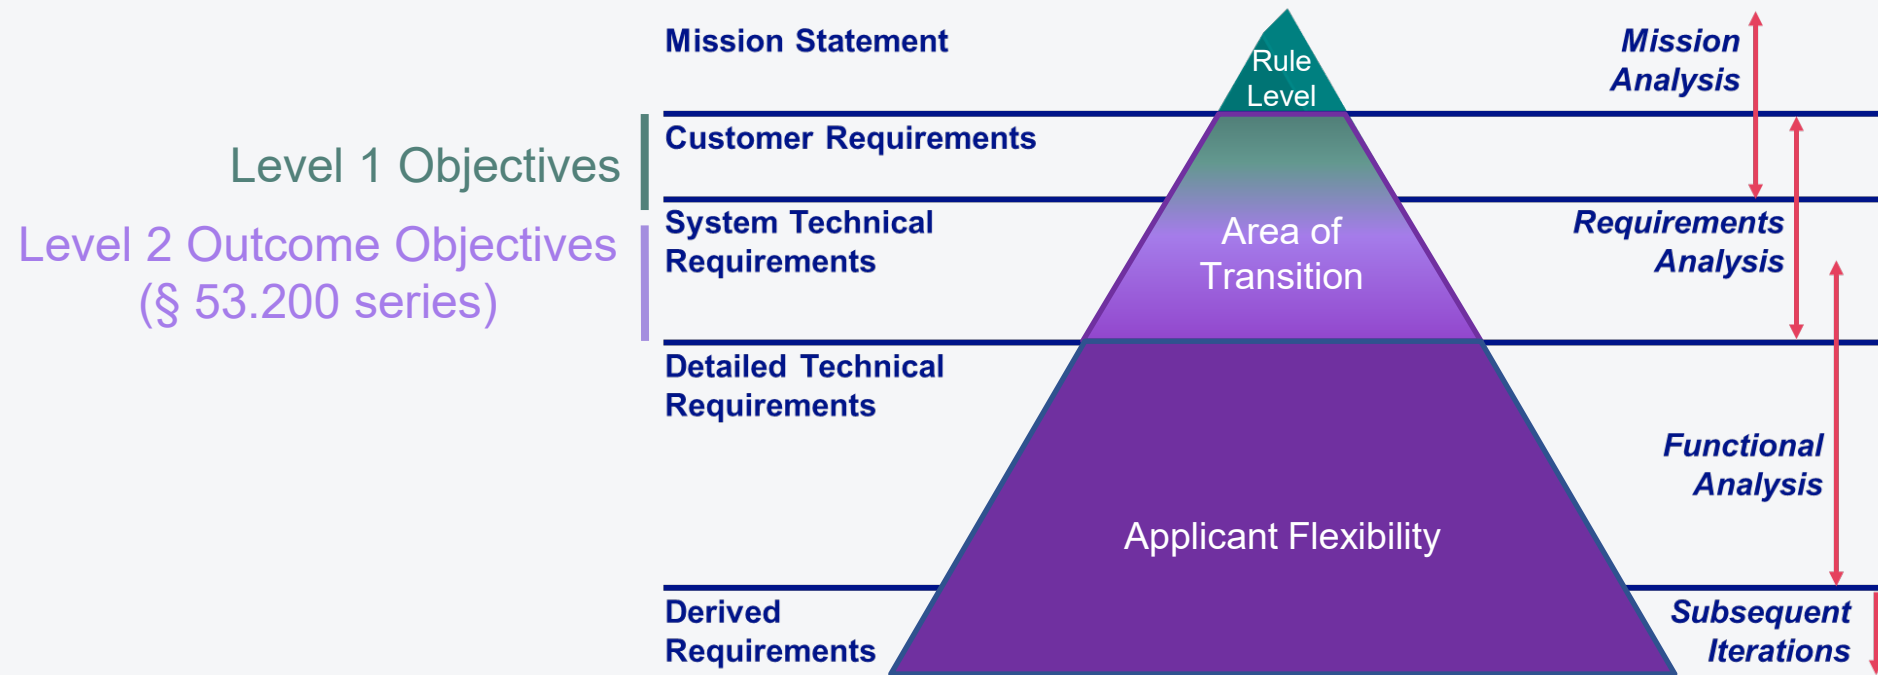 Mission Statement
Rule
Level
Mission
Analysis
Level 1 Objectives
Customer Requirements
Level 2 Outcome Objectives
(§ 53.200 series)
System Technical
Requirements
Area of
Transition
Requirements
Analysis
Detailed Technical
Requirements
Functional
Analysis
Applicant Flexibility
Derived
Requirements
Subsequent
Iterations